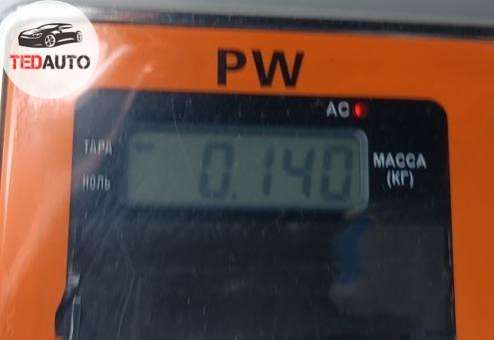 TEDAUTO
PW
AC
ТАРА
0.140
МАССА
(КГ)
НОЛЬ